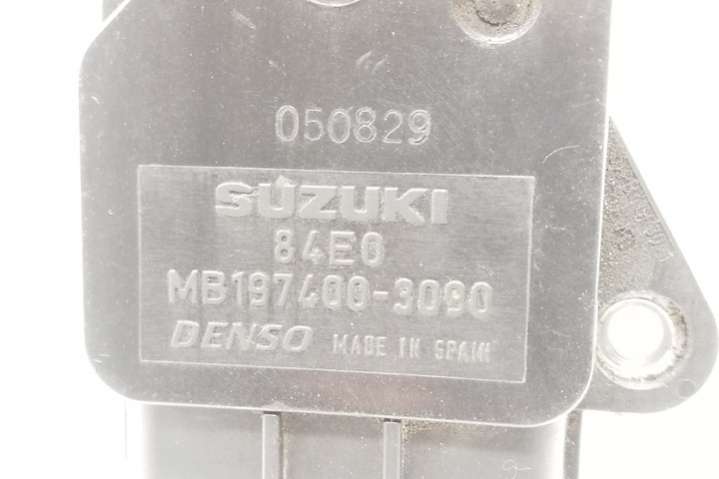 050829
SUZUKI
84E0
MB197400-3090
DENSO MADE IN SPAIN